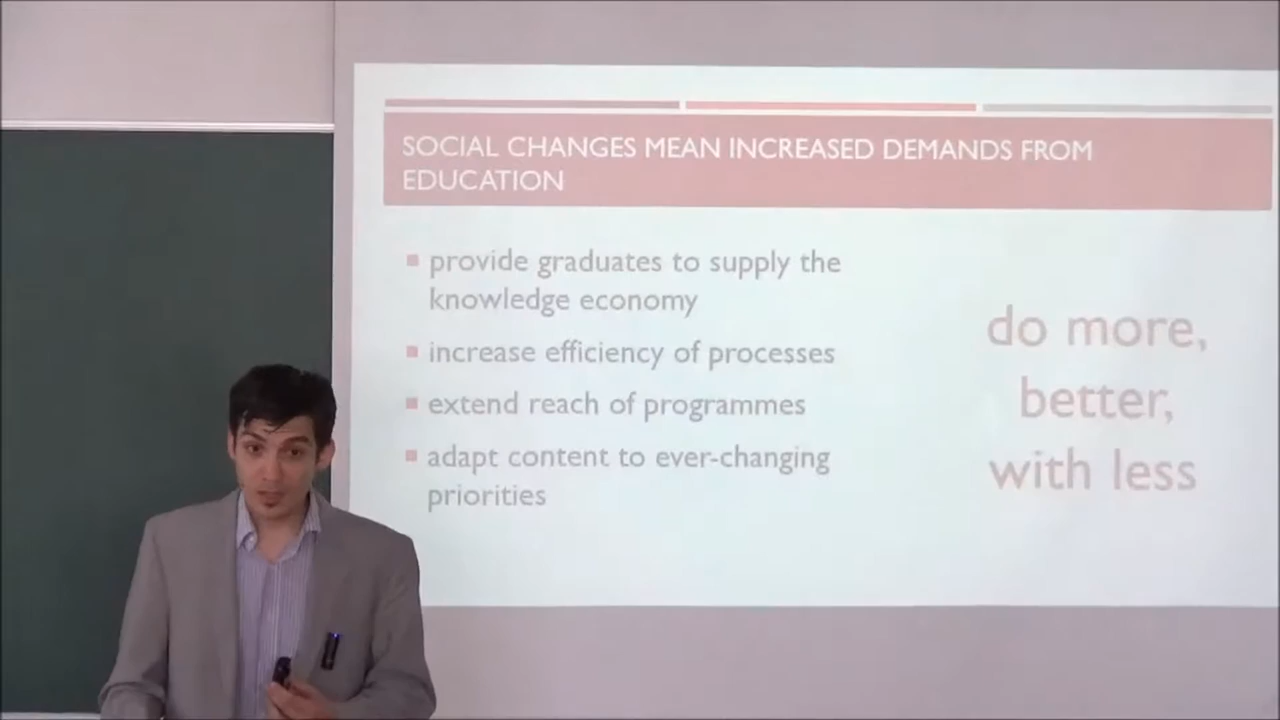 SOCIAL CHANGES MEAN INCREASED DEMANDS FROM
EDUCATION
provide graduates to supply the
knowledge economy
increase efficiency of processes
extend reach of programmes
adapt content to ever-changing
priorities
do more,
better,
with less